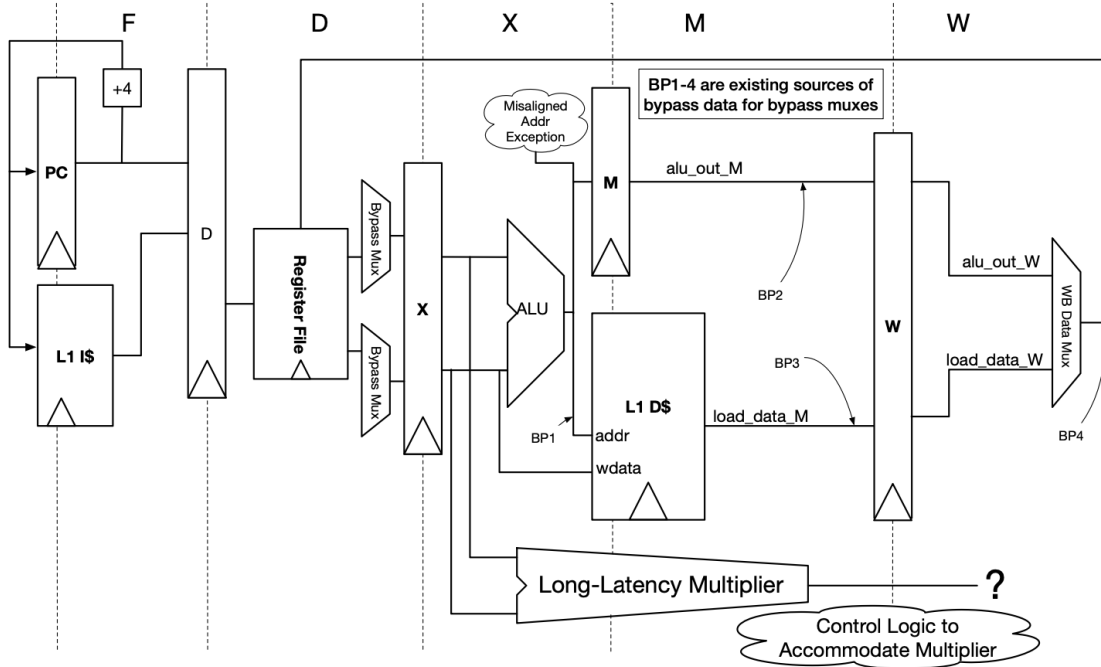 F
D
X
M
W
BP1-4 are existing sources of
bypass data for bypass muxes
+4
Misaligned
Addr
Exception
PC
D
Bypass Mux
Register File
Bypass Mux
X
ALU
M
alu_out_M
BP2
W
alu_out_W
WB Data Mux
load_data_W
BP4
L1 I$
BP1
L1 D$
addr
wdata
load_data_M
BP3
Long-Latency Multiplier
?
Control Logic to
Accommodate Multiplier